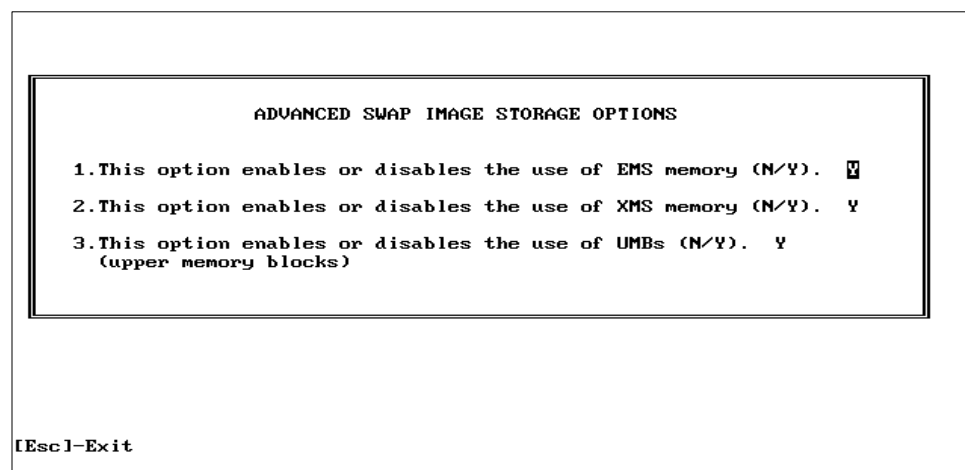 ADVANCED SWAP IMAGE STORAGE OPTIONS
1.This option enables or disables the use of EMS memory (N/Y). Y
2.This option enables or disables the use of XMS memory (N/Y). Y
3.This option enables or disables the use of UMBs (N/Y). Y
(upper memory blocks)
[Esc]-Exit